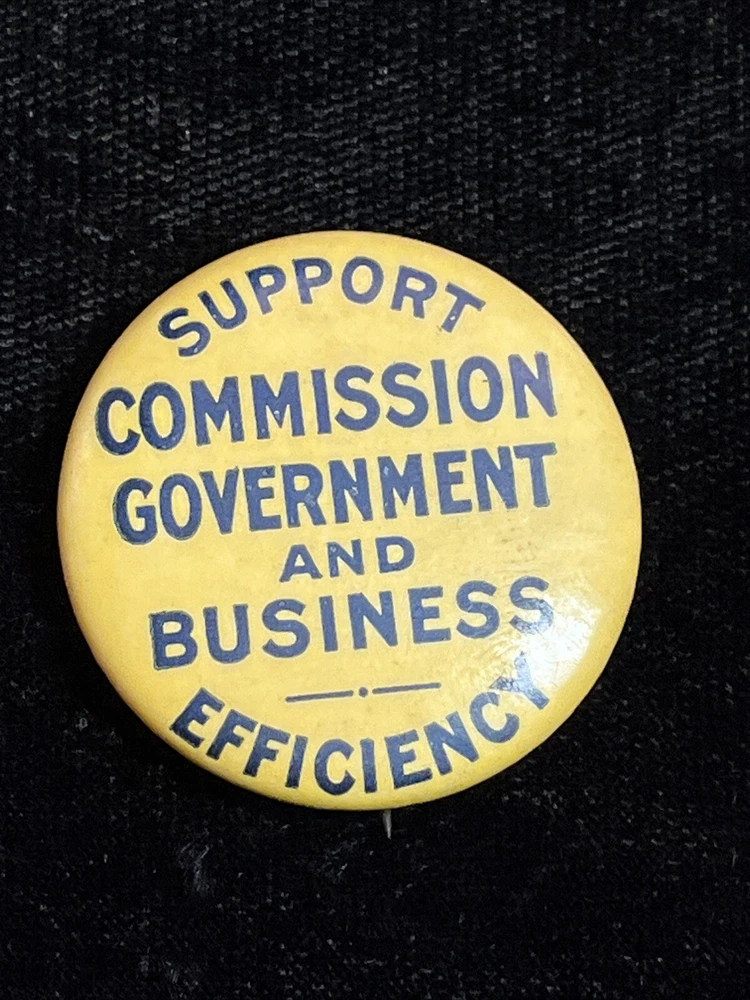 SUPPORT
COMMISSION
GOVERNMENT
AND
BUSINESS
EFFICIENCY